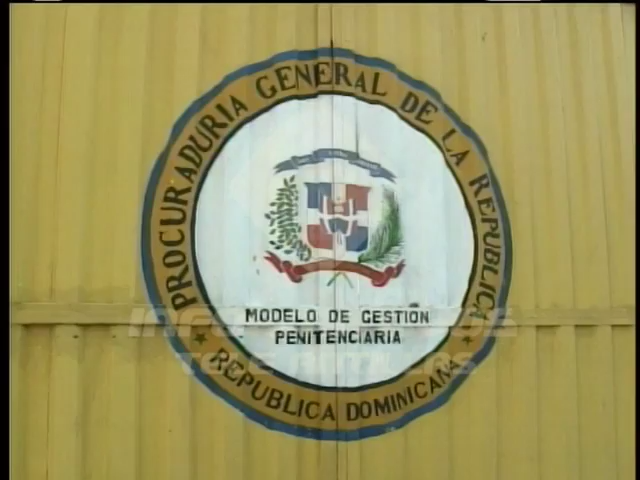 PROCURADURIA GENERAL DE LA REPUBLICA
MODELO DE GESTION
PENITENCIARIA
REPUBLICA DOMINICANA